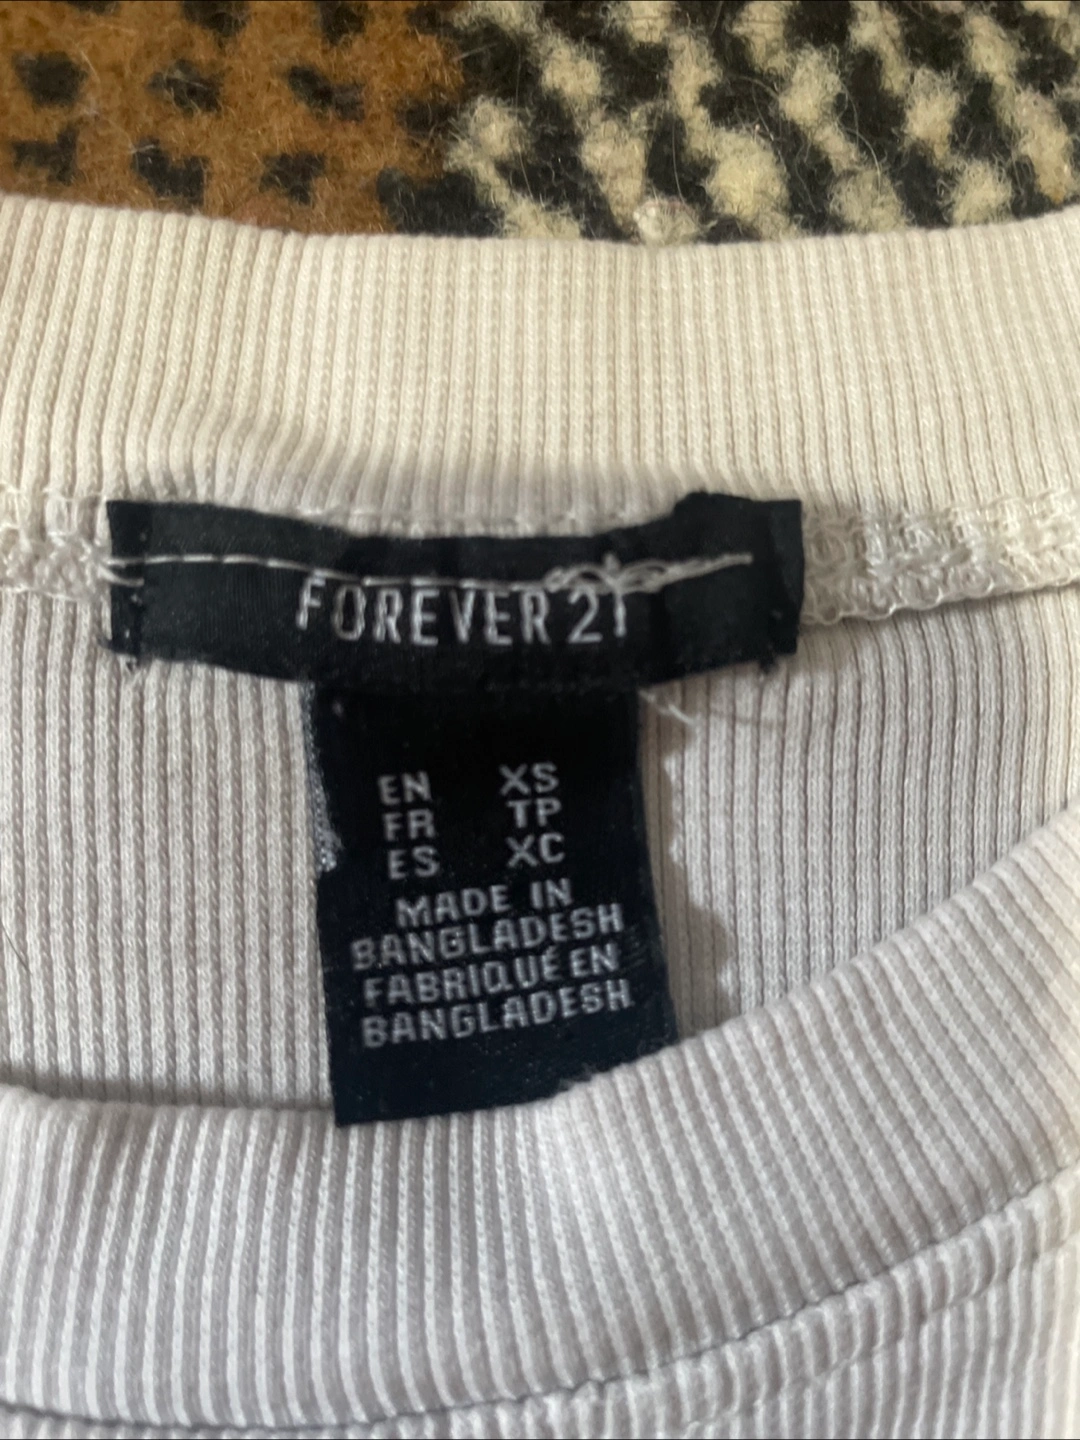 FOREVER 21
EN XS
FR TP
ES XC
MADE IN
BANGLADESH
FABRIQUÉ EN
BANGLADESH